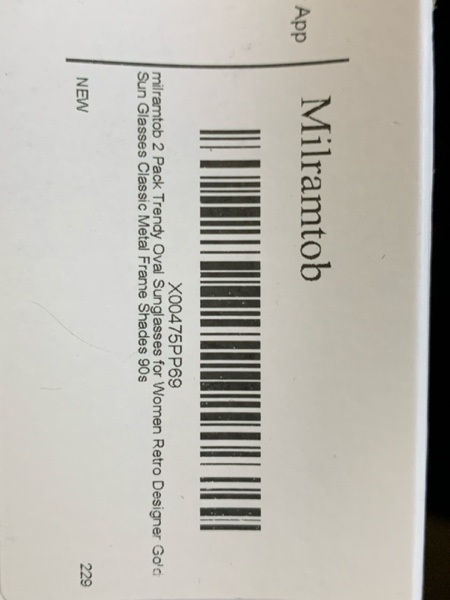 App
Milramtob
X00475PP69
milramtob 2 Pack Trendy Oval Sunglasses for Women Retro Designer Gold
Sun Glasses Classic Metal Frame Shades 90s
NEW
229